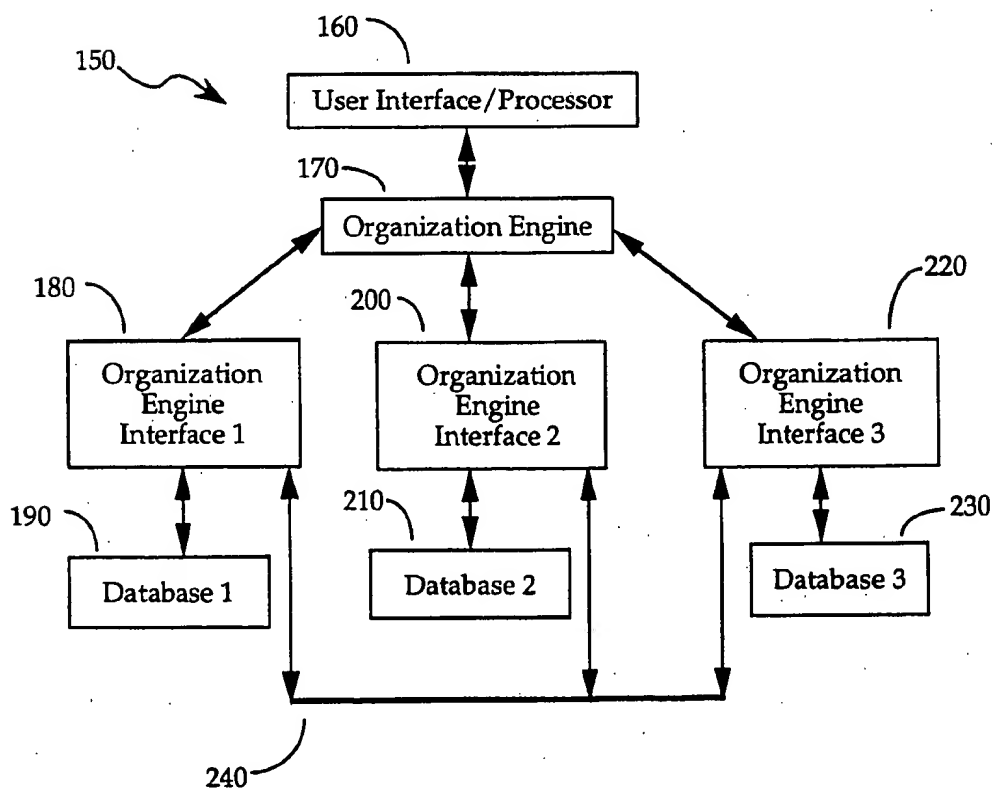 160
150
User Interface/Processor
170
Organization Engine
180
200
220
Organization
Engine
Interface 1
Organization
Engine
Interface 2
Organization
Engine
Interface 3
190
210
230
Database 1
Database 2
Database 3
240